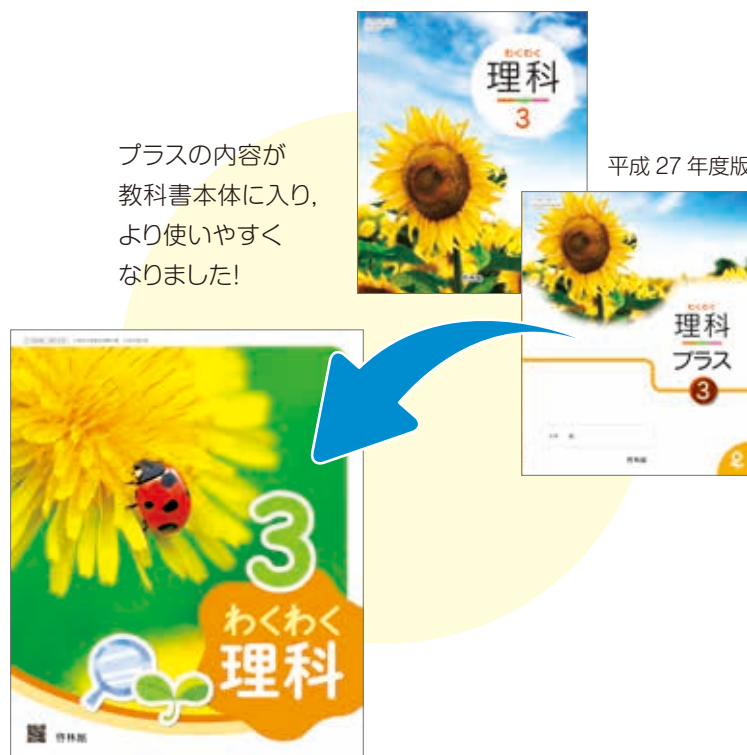 わくわく
理科
3
プラスの内容が
教科書本体に入り，
より使いやすく
なりました！
平成 27 年度版
啓林館
わくわく
理科
プラス
3
啓林館
3
わくわく
理科
啓林館